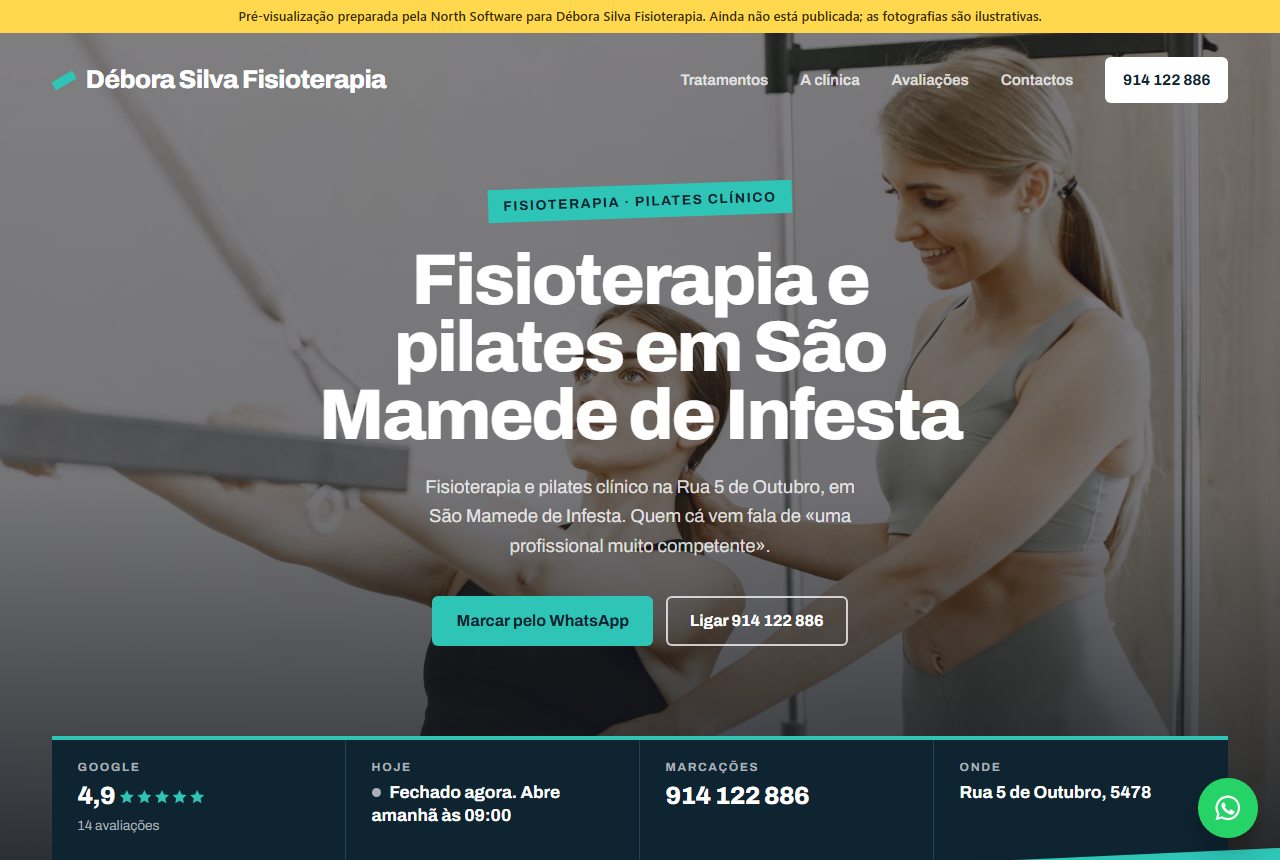 Pré-visualização preparada pela North Software para Débora Silva Fisioterapia. Ainda não está publicada; as fotografias são ilustrativas.
Débora Silva Fisioterapia
Tratamentos
A clínica
Avaliações
Contactos
914 122 886
FISIOTERAPIA · PILATES CLÍNICO
Fisioterapia e
pilates em São
Mamede de Infesta
Fisioterapia e pilates clínico na Rua 5 de Outubro, em
São Mamede de Infesta. Quem cá vem fala de «uma
profissional muito competente».
Marcar pelo WhatsApp
Ligar 914 122 886
GOOGLE
4,9
14 avaliações
HOJE
Fechado agora. Abre
amanhã às 09:00
MARCAÇÕES
914 122 886
ONDE
Rua 5 de Outubro, 5478